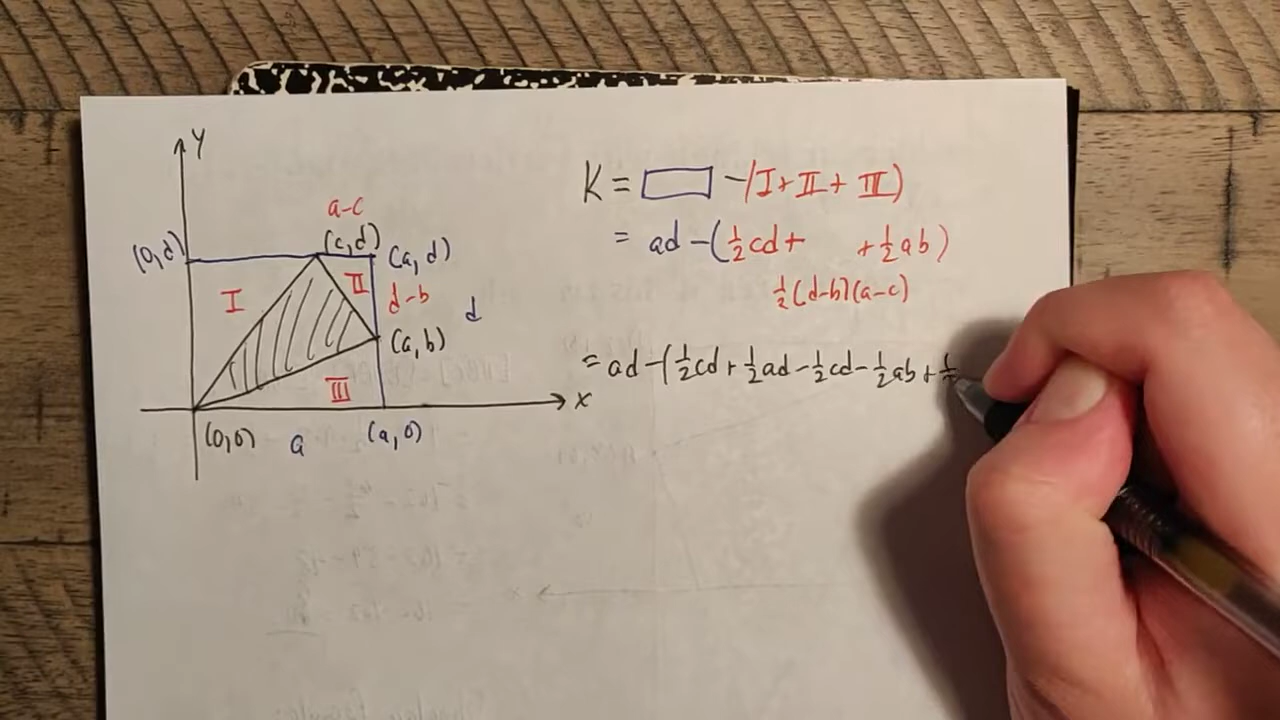 y
a-c
(0,d) (c,d) (a,d)
I II d-b d
(a,b)
III x
(0,0) a (a,0)
K = ▭ -(I+II+III)
= ad-(½cd+ +½ab)
½(d-b)(a-c)
= ad-(½cd+½ad-½cd-½ab+